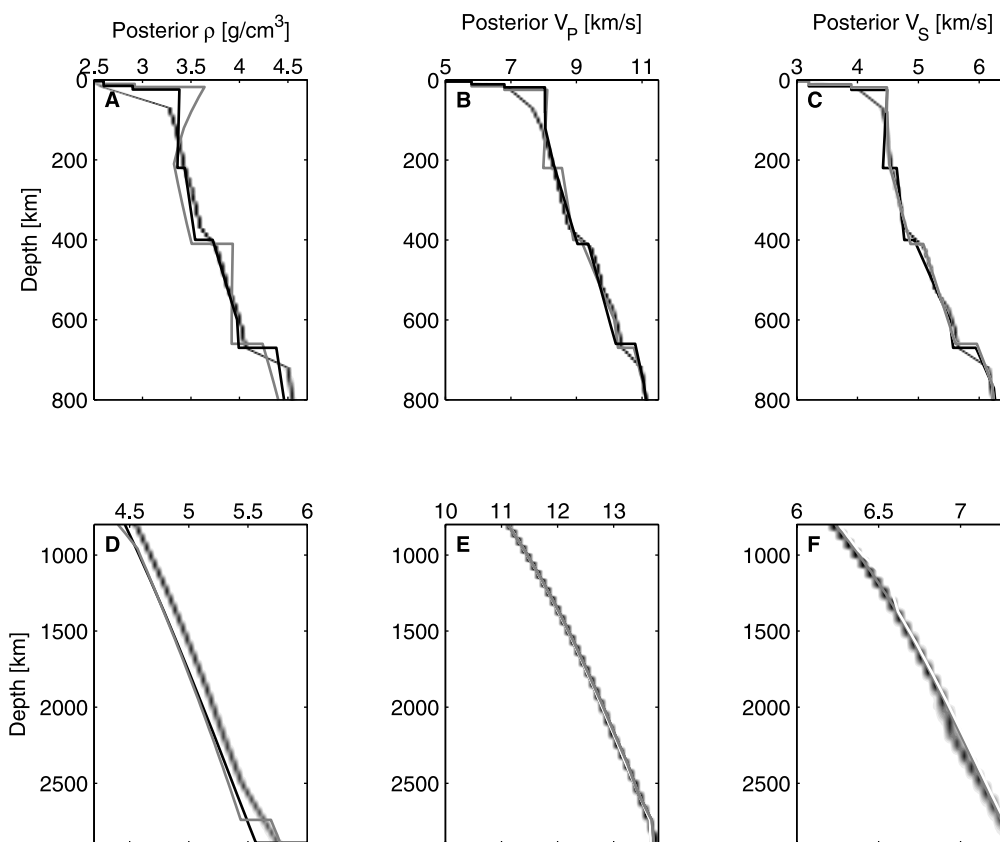 Posterior ρ [g/cm³]
Posterior V_P [km/s]
Posterior V_S [km/s]
2.5 3 3.5 4 4.5
5 7 9 11
3 4 5 6
0 200 400 600 800
0 200 400 600 800
0 200 400 600 800
Depth [km]
A
B
C
4.5 5 5.5 6
10 11 12 13
6 6.5 7
1000 1500 2000 2500
1000 1500 2000 2500
1000 1500 2000 2500
Depth [km]
D
E
F